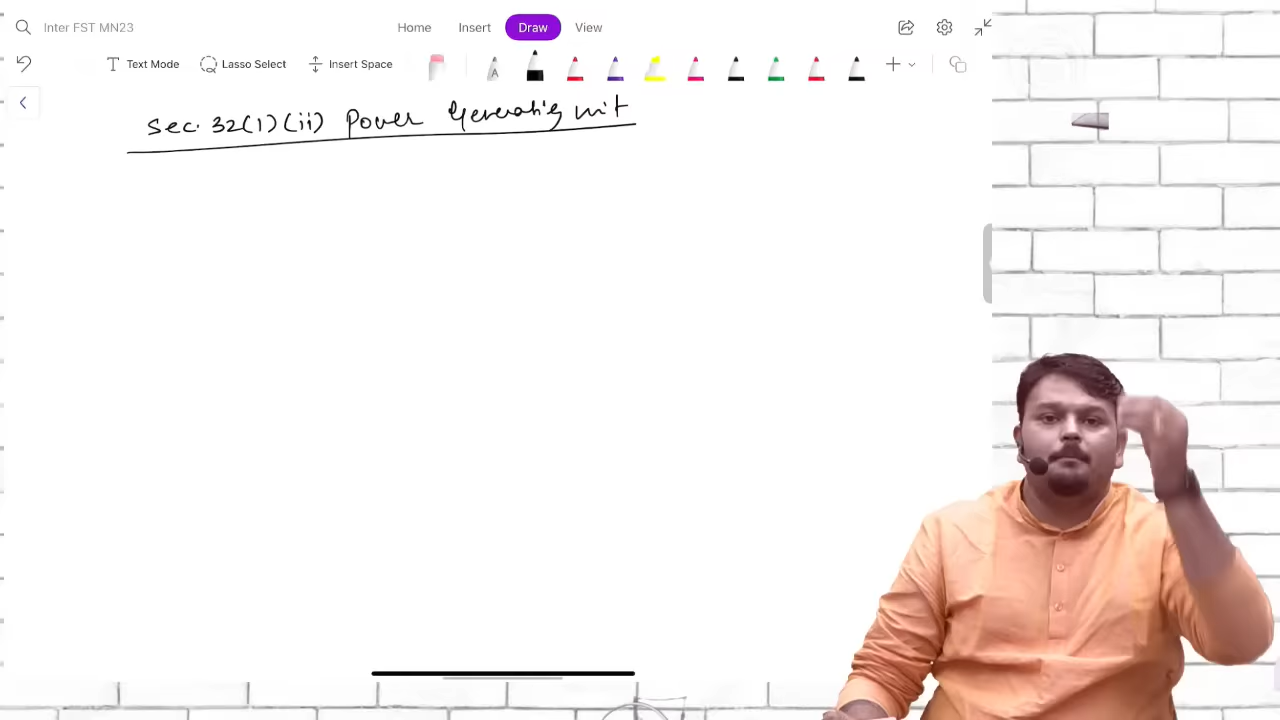 Inter FST MN23
Home Insert Draw View
Text Mode Lasso Select Insert Space
A
Sec. 32(1)(ii) Power Generating unit